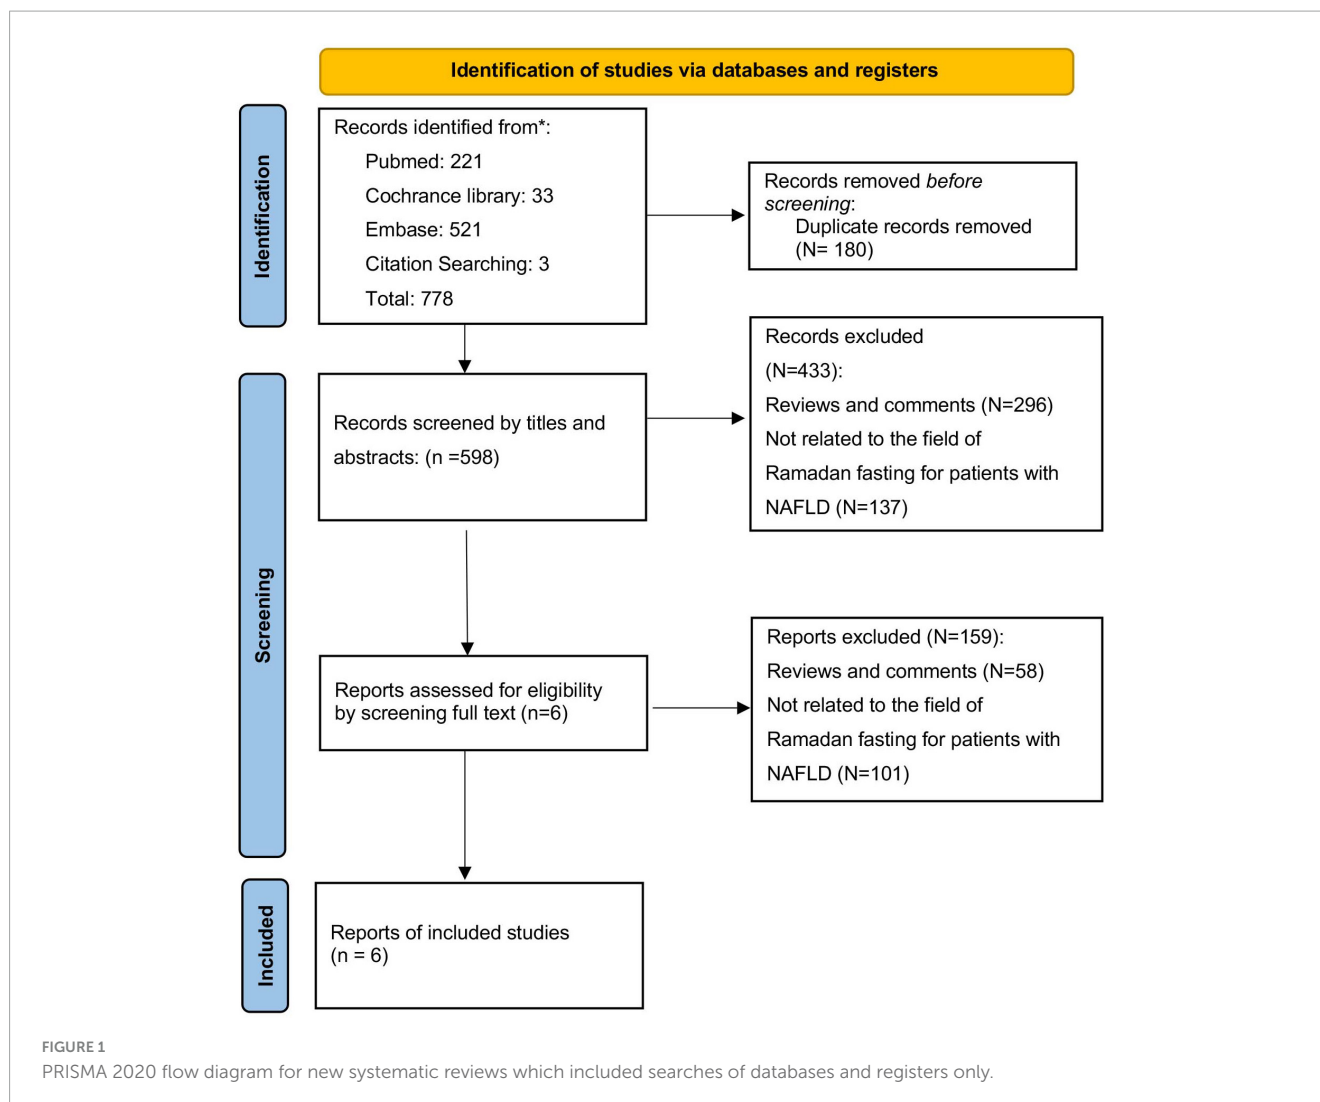 Identification of studies via databases and registers
Identification
Records identified from*:
Pubmed: 221
Cochrance library: 33
Embase: 521
Citation Searching: 3
Total: 778
Records removed before
screening:
Duplicate records removed
(N= 180)
Screening
Records screened by titles and
abstracts: (n =598)
Records excluded
(N=433):
Reviews and comments (N=296)
Not related to the field of
Ramadan fasting for patients with
NAFLD (N=137)
Reports assessed for eligibility
by screening full text (n=6)
Reports excluded (N=159):
Reviews and comments (N=58)
Not related to the field of
Ramadan fasting for patients with
NAFLD (N=101)
Included
Reports of included studies
(n = 6)
FIGURE 1
PRISMA 2020 flow diagram for new systematic reviews which included searches of databases and registers only.